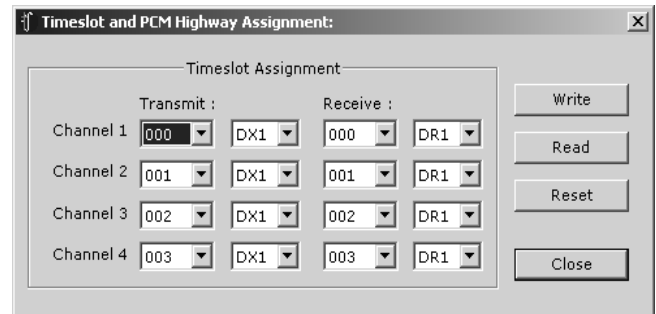 Timeslot and PCM Highway Assignment:
Timeslot Assignment
Transmit : Receive :
Channel 1 000 DX1 000 DR1
Channel 2 001 DX1 001 DR1
Channel 3 002 DX1 002 DR1
Channel 4 003 DX1 003 DR1
Write
Read
Reset
Close